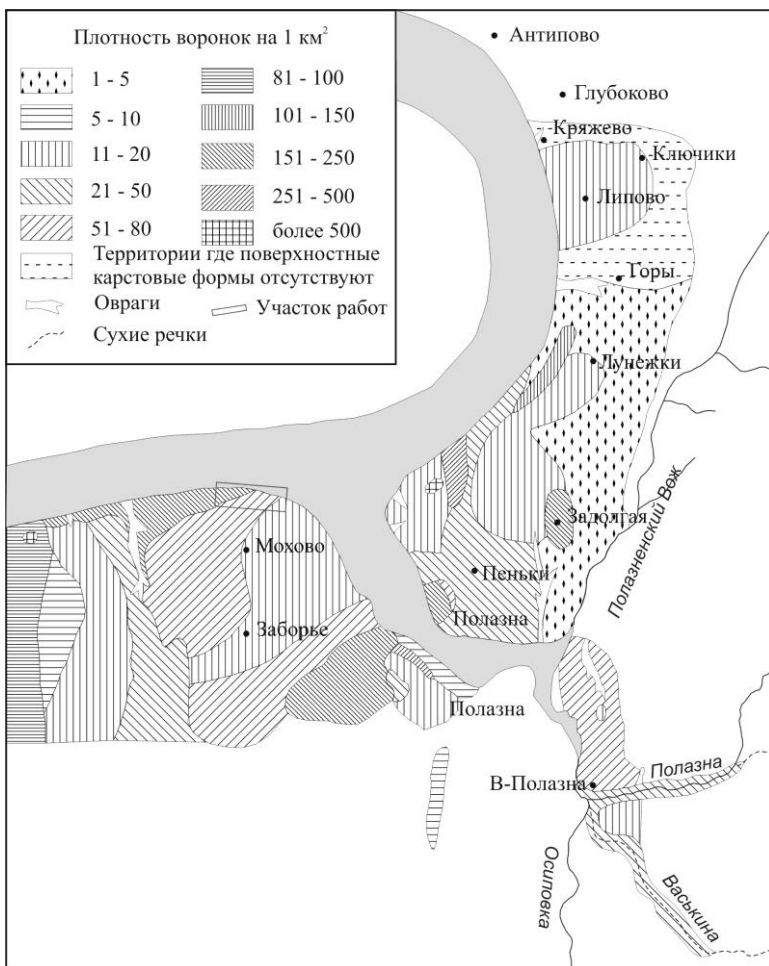 Плотность воронок на 1 км²
1 - 5
81 - 100
5 - 10
101 - 150
11 - 20
151 - 250
21 - 50
251 - 500
51 - 80
более 500
Территории где поверхностные
карстовые формы отсутствуют
Овраги
Участок работ
Сухие речки
Антипово
Глубоково
Кряжево
Ключики
Липово
Горы
Лунежки
Задолгая
Полазненский Вож
Мохово
Пеньки
Полазна
Заборье
Полазна
В-Полазна
Полазна
Осиповка
Васькина